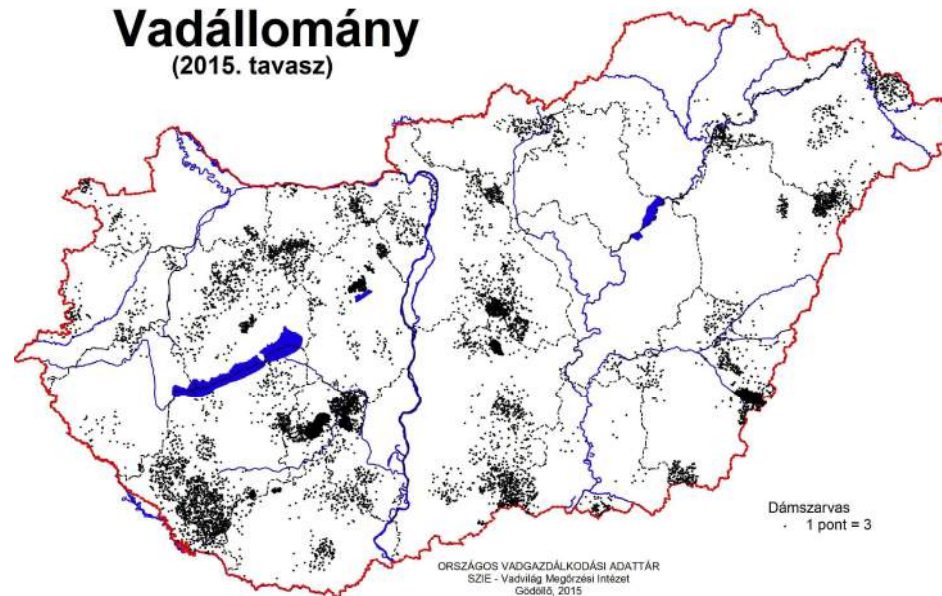 Vadállomány
(2015. tavasz)
Dámszarvas
1 pont = 3
ORSZÁGOS VADGAZDÁLKODÁSI ADATTÁR
SZIE - Vadvilág Megőrzési Intézet
Gödöllő, 2015